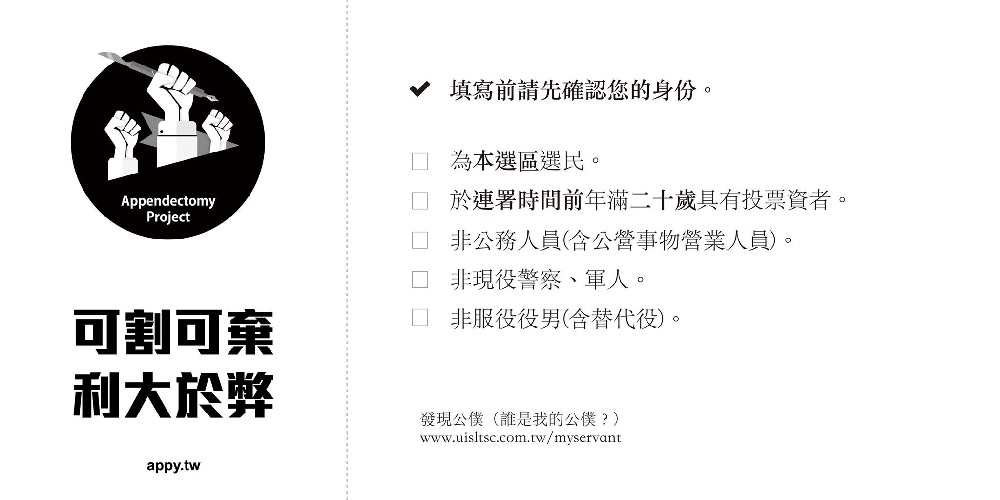 Appendectomy
Project
可割可棄
利大於弊
appy.tw
填寫前請先確認您的身份。
為本選區選民。
於連署時間前年滿二十歲具有投票資者。
非公務人員(含公營事物營業人員)。
非現役警察、軍人。
非服役役男(含替代役)。
發現公僕（誰是我的公僕？）
www.uisltsc.com.tw/myservant